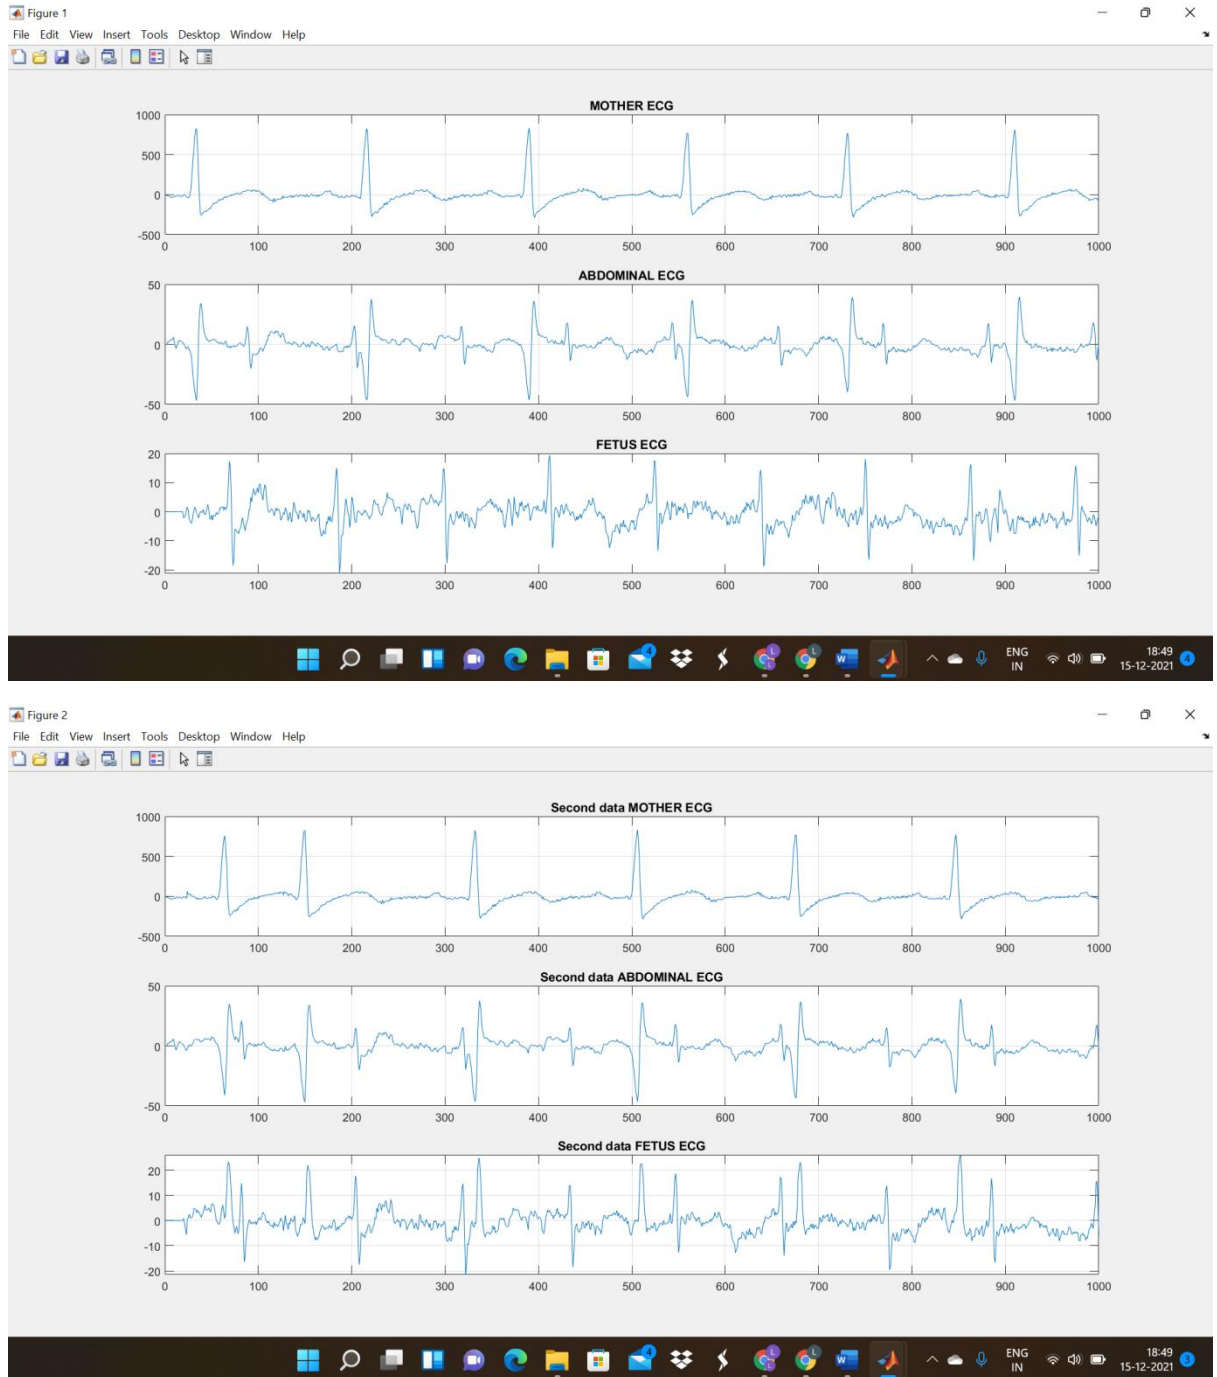 Figure 1
File Edit View Insert Tools Desktop Window Help
MOTHER ECG
1000
500
0
-500
0 100 200 300 400 500 600 700 800 900 1000
ABDOMINAL ECG
50
0
-50
0 100 200 300 400 500 600 700 800 900 1000
FETUS ECG
20
10
0
-10
-20
0 100 200 300 400 500 600 700 800 900 1000
4 L L L W ENG 18:49
IN 15-12-2021 4
Figure 2
File Edit View Insert Tools Desktop Window Help
Second data MOTHER ECG
1000
500
0
-500
0 100 200 300 400 500 600 700 800 900 1000
Second data ABDOMINAL ECG
50
0
-50
0 100 200 300 400 500 600 700 800 900 1000
Second data FETUS ECG
20
10
0
-10
-20
0 100 200 300 400 500 600 700 800 900 1000
4 L L L W ENG 18:49
IN 15-12-2021 3